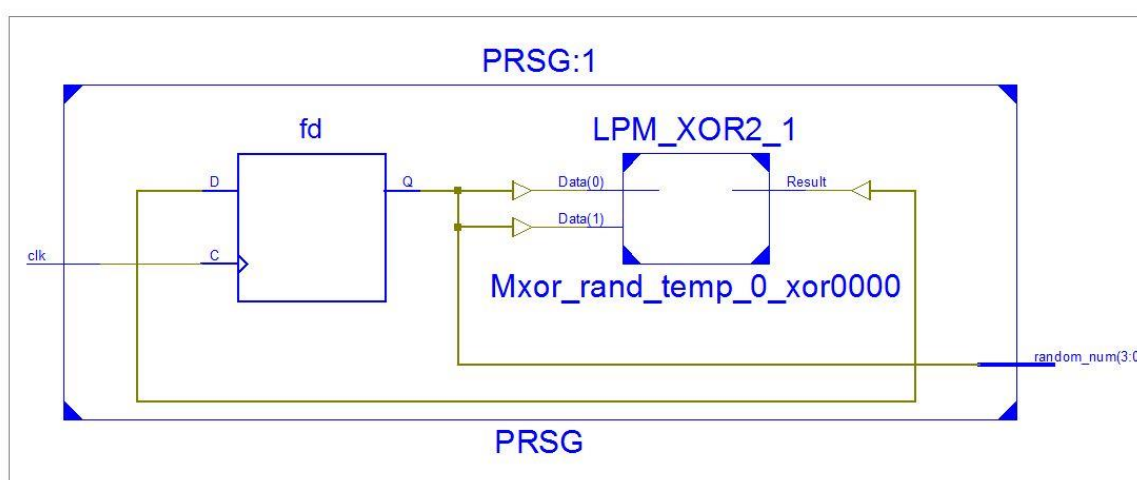 PRSG:1
fd
LPM_XOR2_1
D
Q
Data(0)
Result
Data(1)
clk
C
Mxor_rand_temp_0_xor0000
random_num(3:0
PRSG